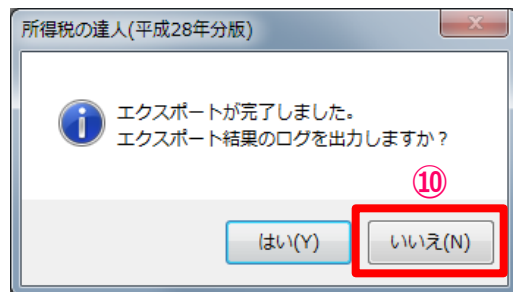 所得税の達人(平成28年分版)
エクスポートが完了しました。
エクスポート結果のログを出力しますか？
⑩
はい(Y)
いいえ(N)